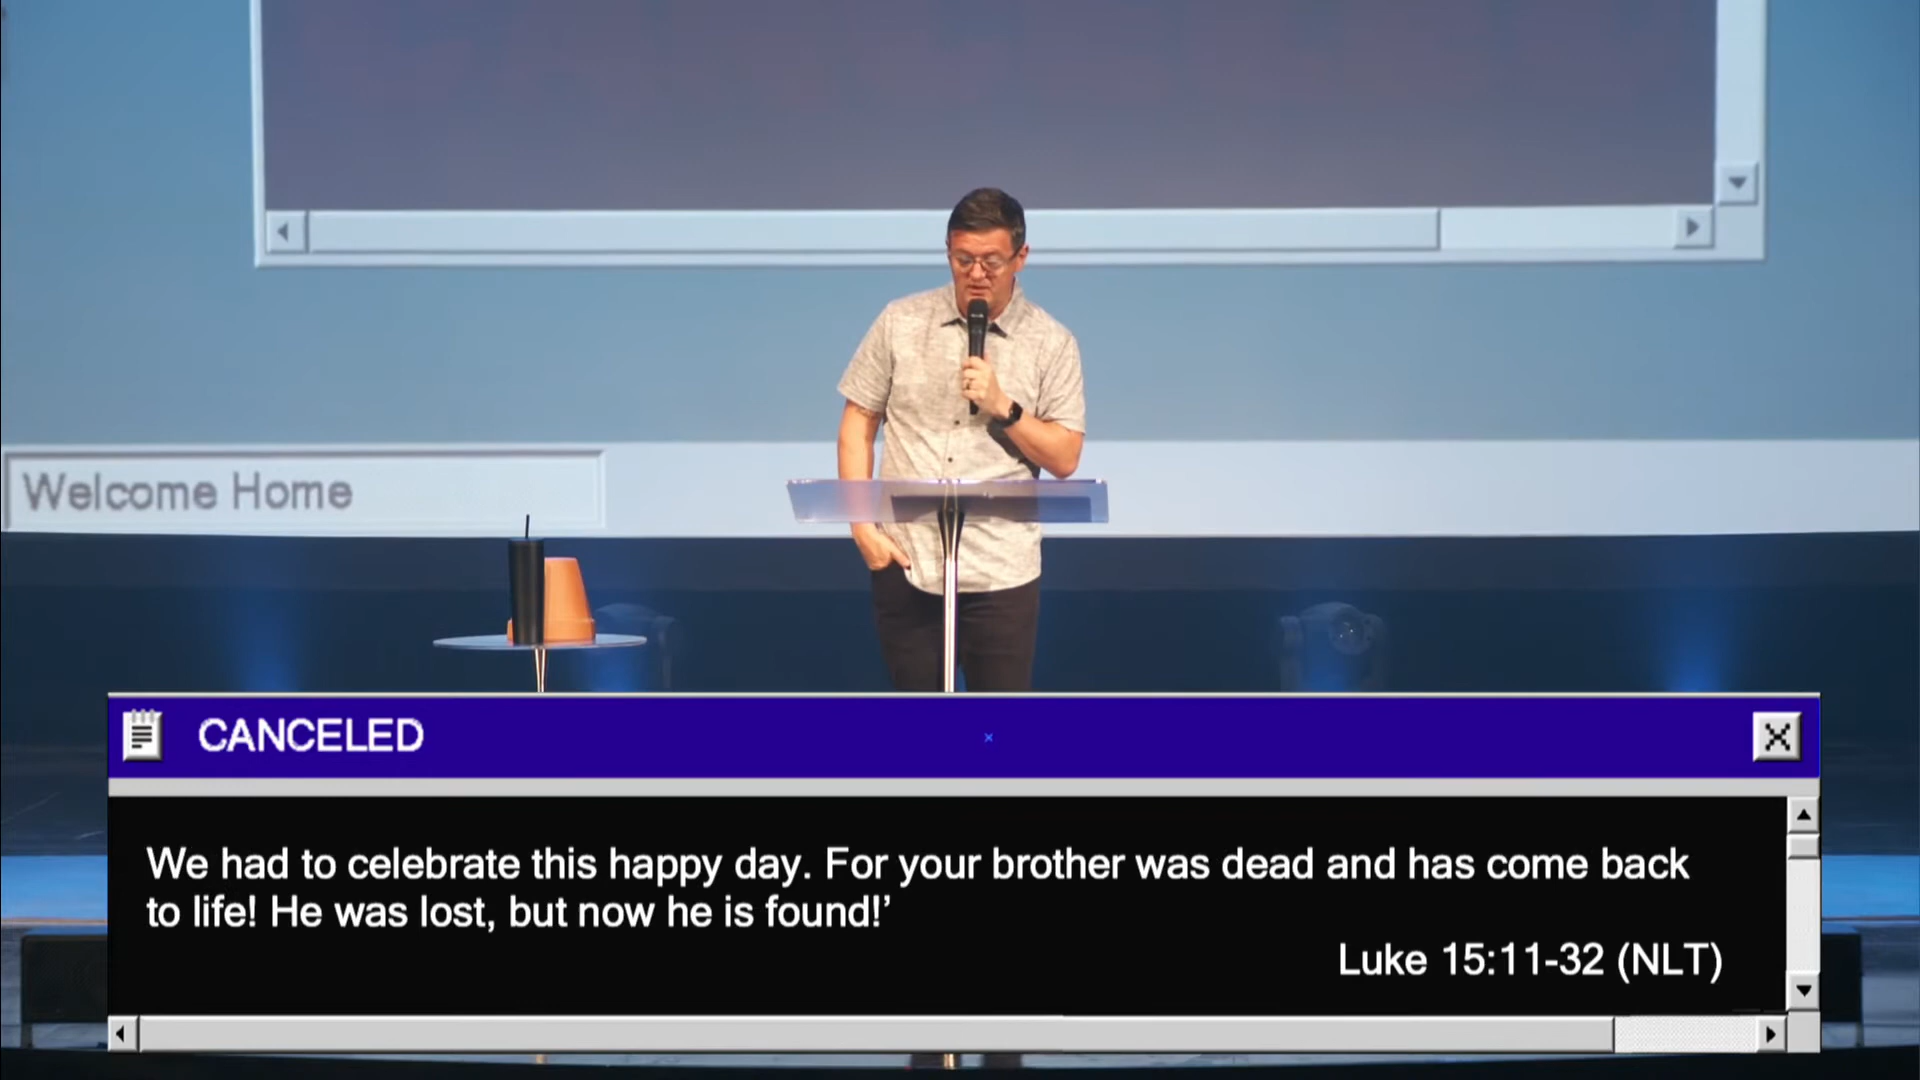 Welcome Home
CANCELED
We had to celebrate this happy day. For your brother was dead and has come back
to life! He was lost, but now he is found!’
Luke 15:11-32 (NLT)